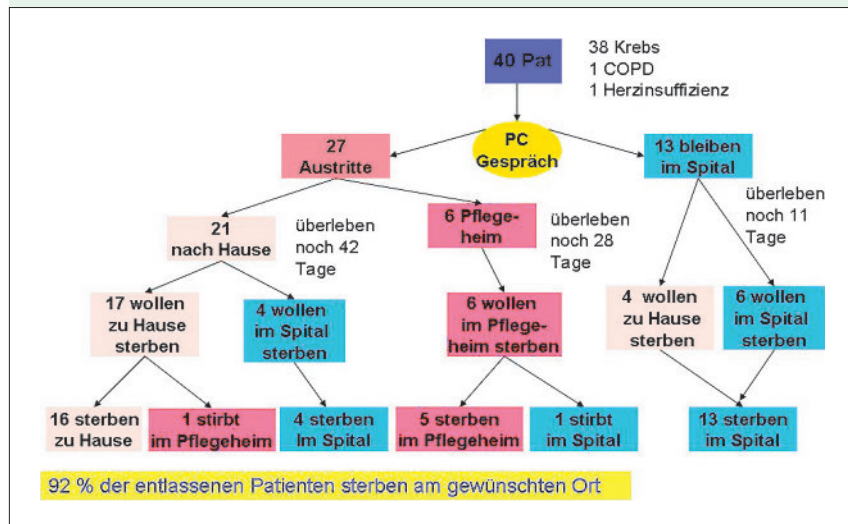 40 Pat
38 Krebs
1 COPD
1 Herzinsuffizienz
PC
Gespräch
27
Austritte
13 bleiben
im Spital
21
nach Hause
überleben
noch 42
Tage
6 Pflege-
heim
überleben
noch 28
Tage
überleben
noch 11
Tage
17 wollen
zu Hause
sterben
4 wollen
im Spital
sterben
6 wollen
im Pflege-
heim sterben
4 wollen
zu Hause
sterben
6 wollen
im Spital
sterben
16 sterben
zu Hause
1 stirbt
im Pflegeheim
4 sterben
Im Spital
5 sterben
im Pflegeheim
1 stirbt
im Spital
13 sterben
im Spital
92 % der entlassenen Patienten sterben am gewünschten Ort